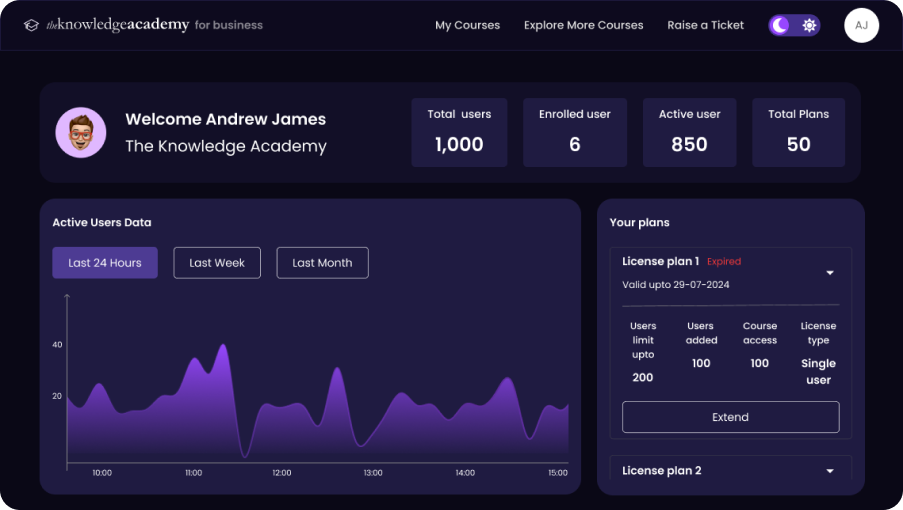 theknowledgeacademy for business
My Courses
Explore More Courses
Raise a Ticket
AJ
Welcome Andrew James
The Knowledge Academy
Total users
1,000
Enrolled user
6
Active user
850
Total Plans
50
Active Users Data
Last 24 Hours
Last Week
Last Month
40
20
10:00
11:00
12:00
13:00
14:00
15:00
Your plans
License plan 1 Expired
Valid upto 29-07-2024
Users
limit
upto
200
Users
added
100
Course
access
100
License
type
Single
user
Extend
License plan 2